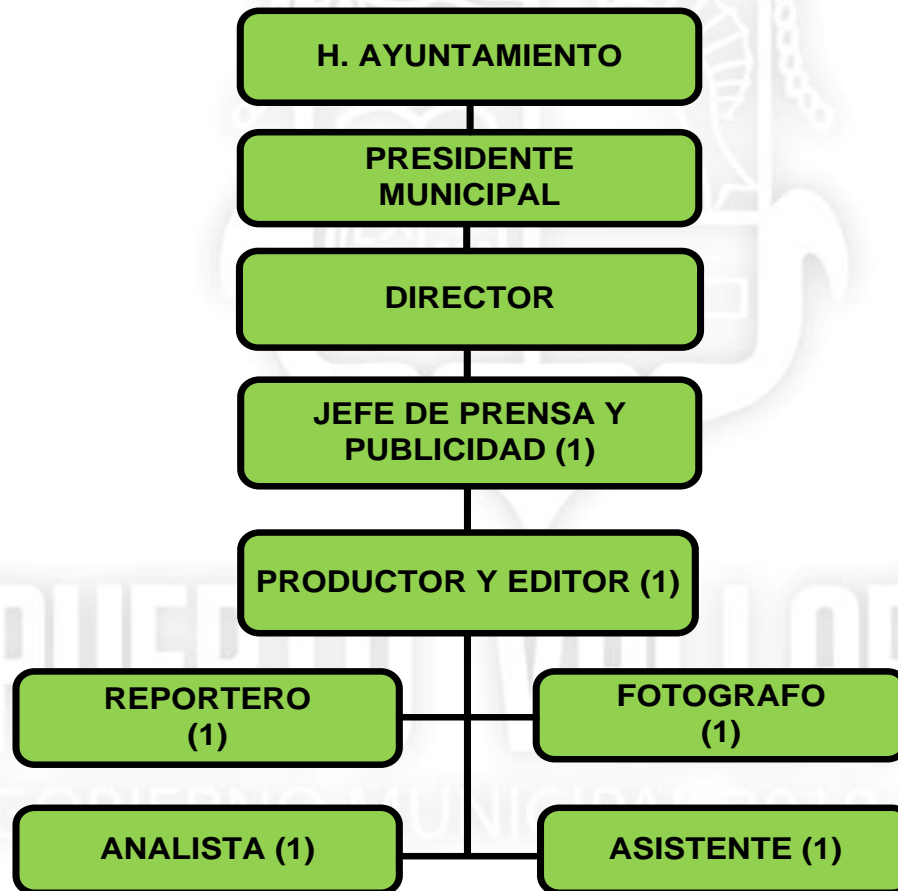 H. AYUNTAMIENTO
PRESIDENTE
MUNICIPAL
DIRECTOR
JEFE DE PRENSA Y
PUBLICIDAD (1)
PRODUCTOR Y EDITOR (1)
REPORTERO
(1)
FOTOGRAFO
(1)
ANALISTA (1)
ASISTENTE (1)